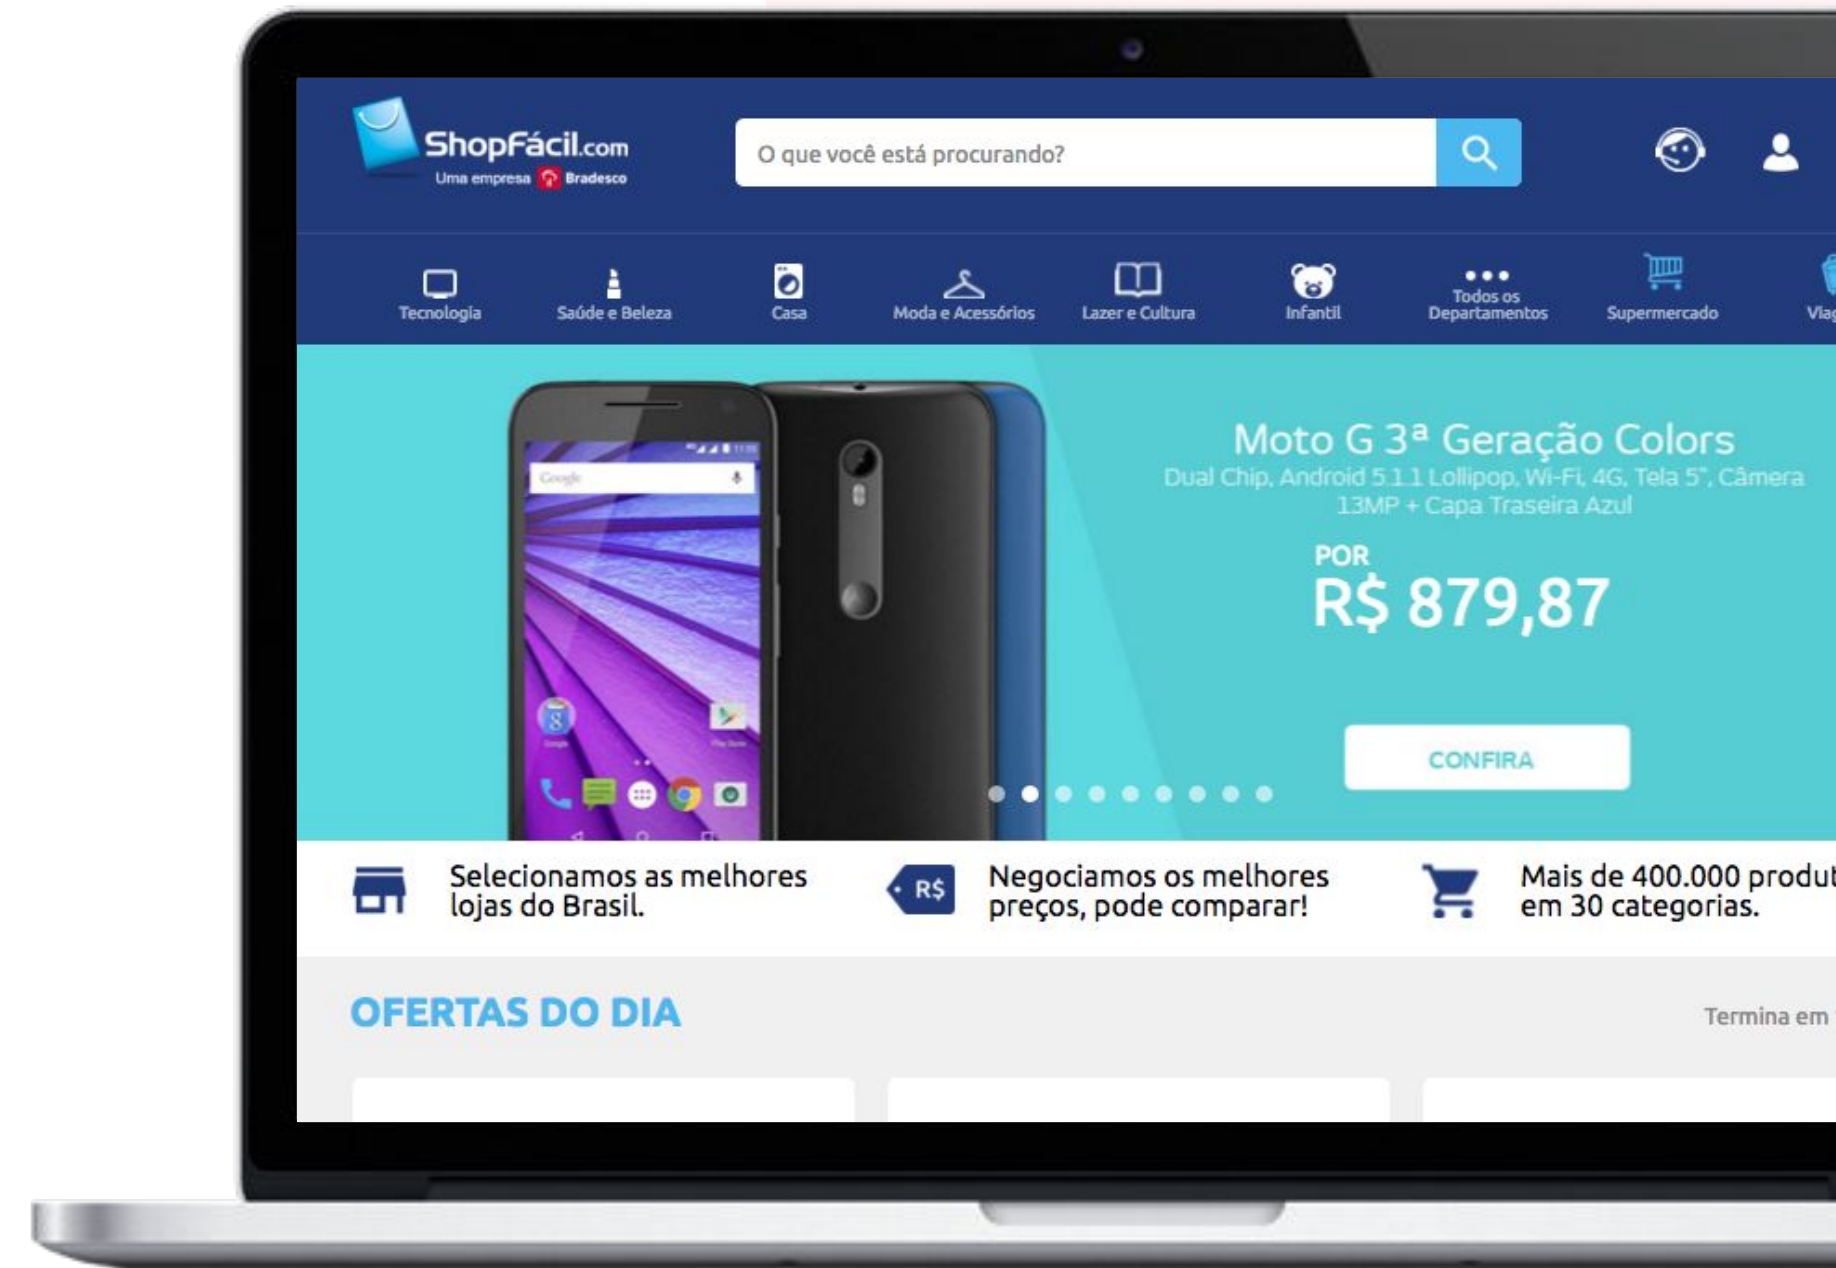 ShopFácil.com
Uma empresa Bradesco
O que você está procurando?
Tecnologia
Saúde e Beleza
Casa
Moda e Acessórios
Lazer e Cultura
Infantil
Todos os
Departamentos
Supermercado
Google
Moto G 3ª Geração Colors
Dual Chip, Android 5.1.1 Lollipop, Wi-Fi, 4G, Tela 5", Câmera
13MP + Capa Traseira Azul
POR
R$ 879,87
CONFIRA
Selecionamos as melhores
lojas do Brasil.
R$
Negociamos os melhores
preços, pode comparar!
Mais de 400.000 produt
em 30 categorias.
OFERTAS DO DIA
Termina em